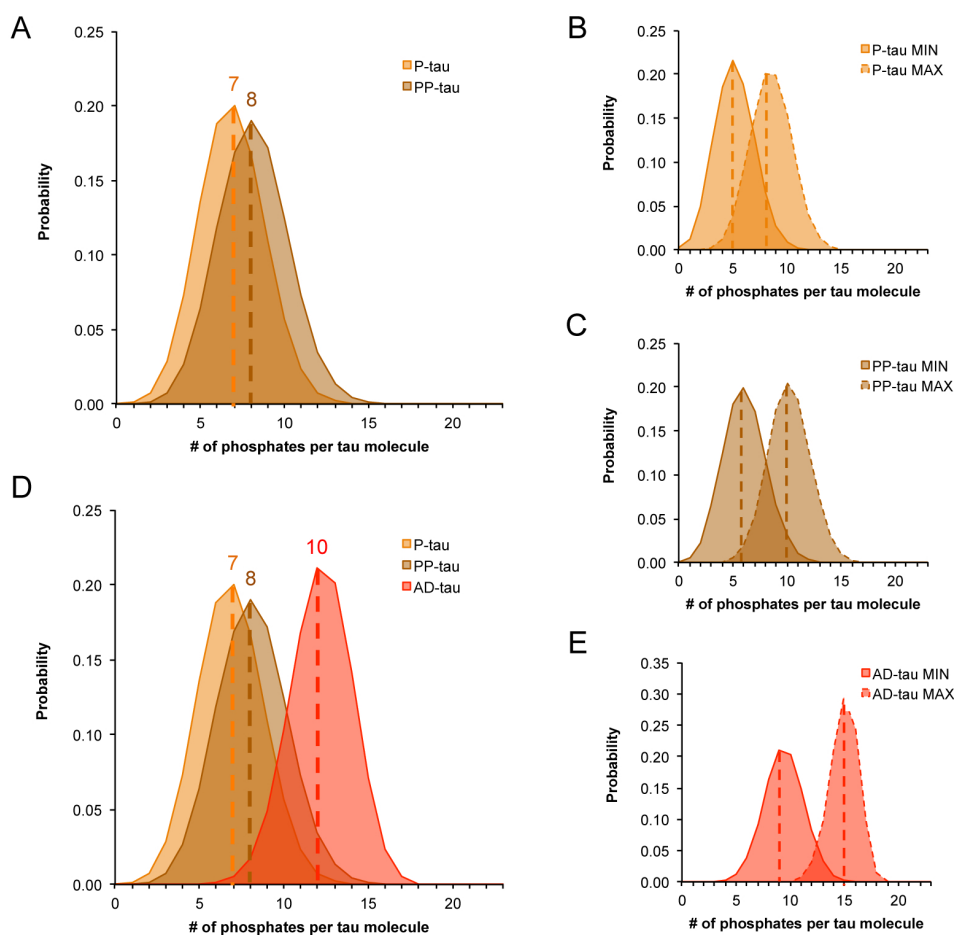 A
0.25
0.20
0.15
0.10
0.05
0.00
Probability
7
8
P-tau
PP-tau
0 5 10 15 20
# of phosphates per tau molecule
B
0.25
0.20
0.15
0.10
0.05
0.00
Probability
P-tau MIN
P-tau MAX
0 5 10 15 20
# of phosphates per tau molecule
C
0.25
0.20
0.15
0.10
0.05
0.00
Probability
PP-tau MIN
PP-tau MAX
0 5 10 15 20
# of phosphates per tau molecule
D
0.25
0.20
0.15
0.10
0.05
0.00
Probability
7
8
10
P-tau
PP-tau
AD-tau
0 5 10 15 20
# of phosphates per tau molecule
E
0.35
0.30
0.25
0.20
0.15
0.10
0.05
0.00
Probability
AD-tau MIN
AD-tau MAX
0 5 10 15 20
# of phosphates per tau molecule